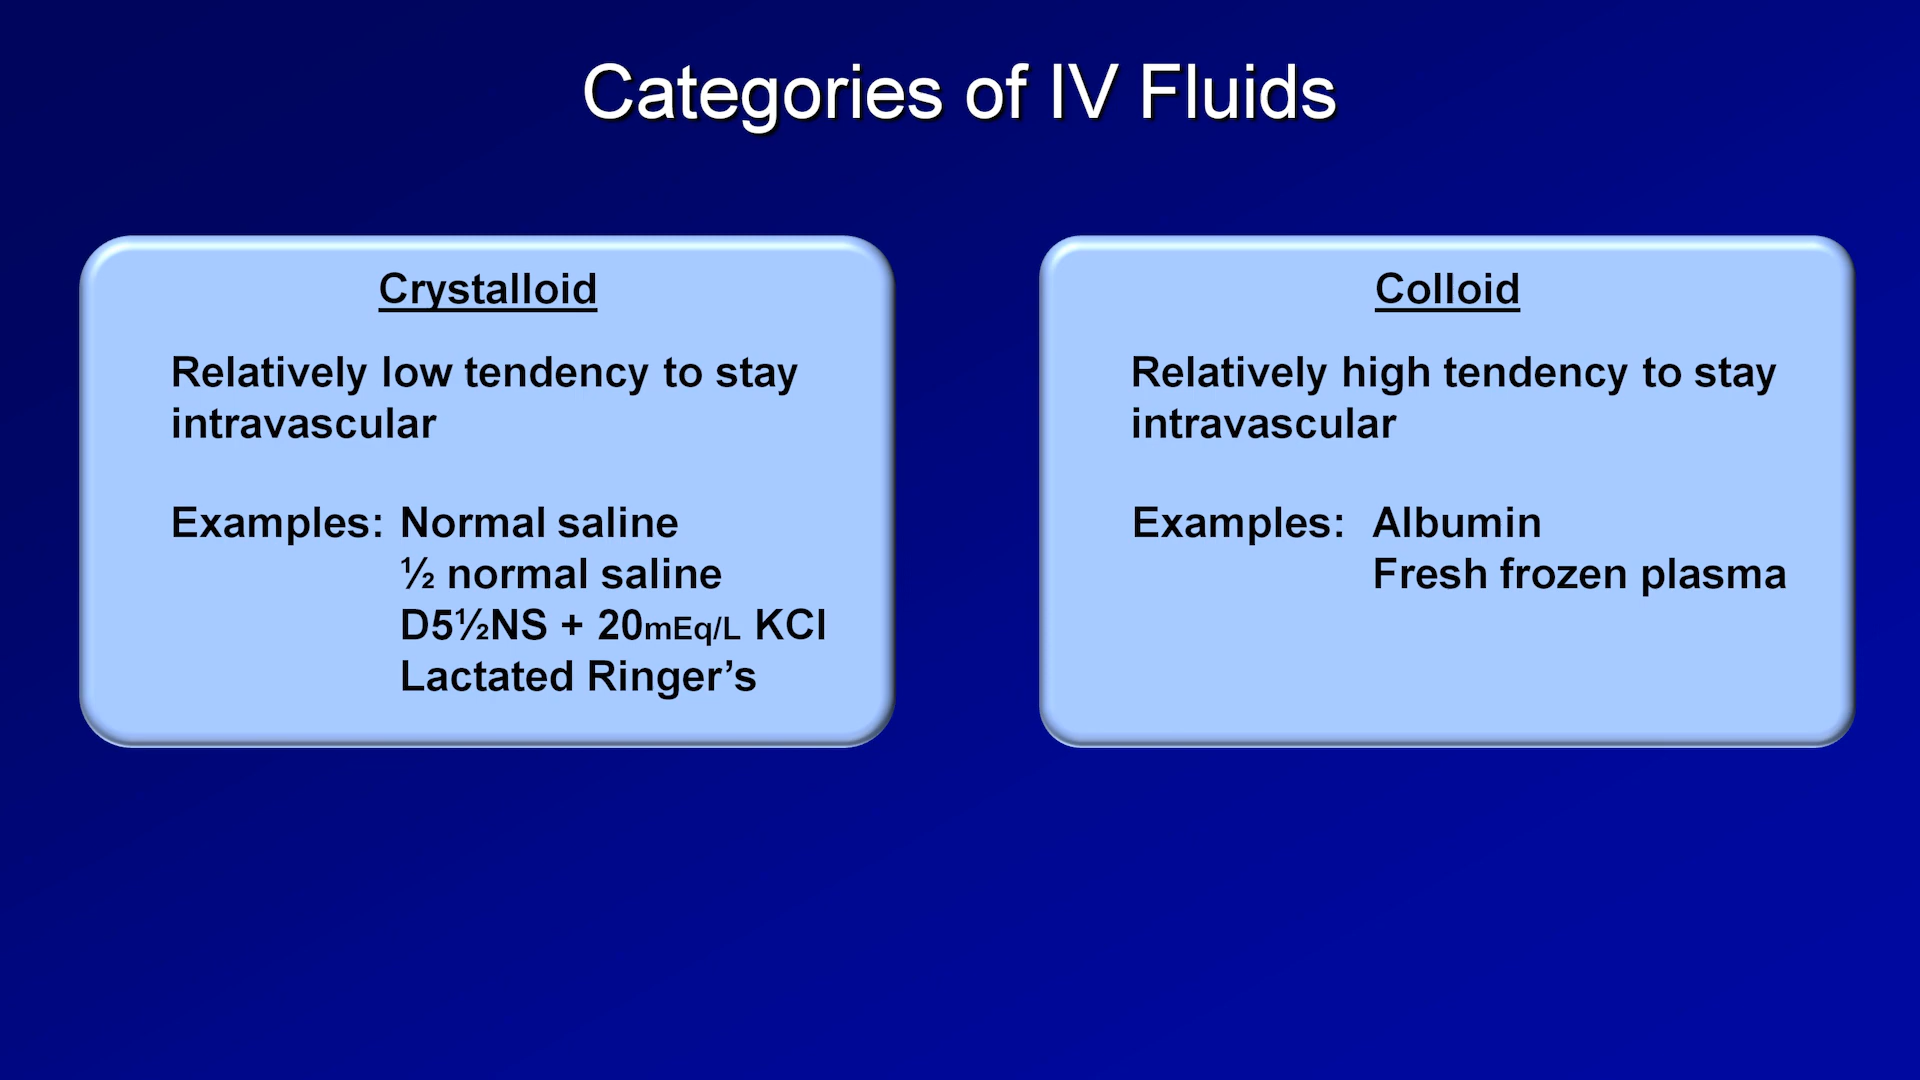 Categories of IV Fluids
Crystalloid
Relatively low tendency to stay
intravascular
Examples: Normal saline
½ normal saline
D5½NS + 20mEq/L KCl
Lactated Ringer’s
Colloid
Relatively high tendency to stay
intravascular
Examples: Albumin
Fresh frozen plasma